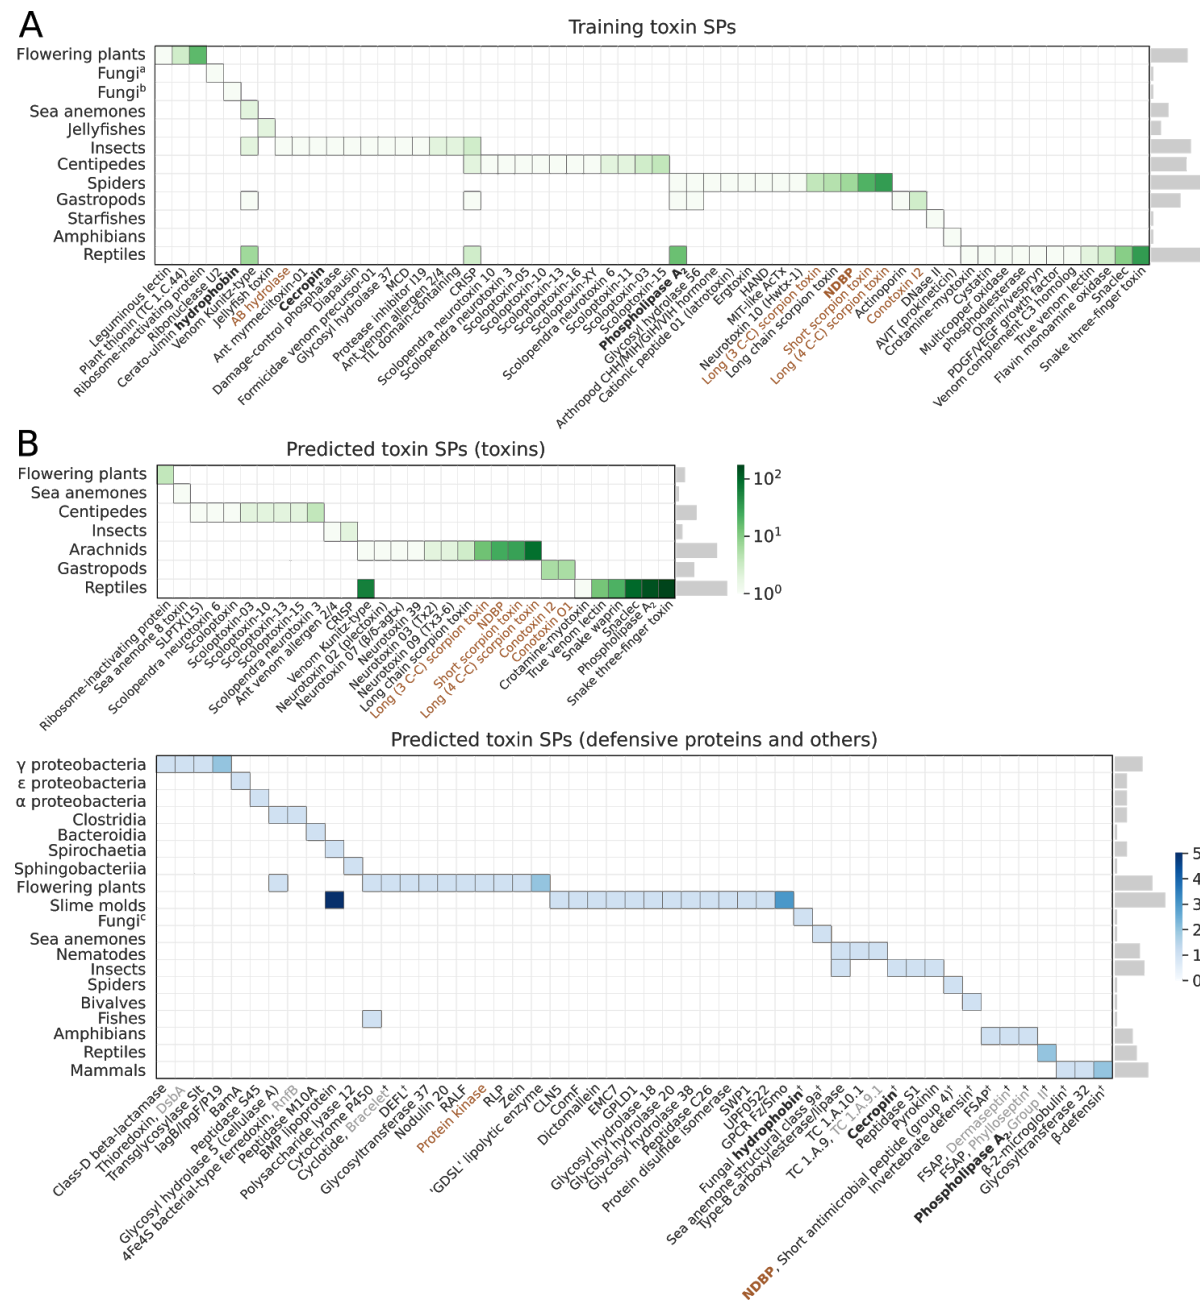 A
Training toxin SPs
Flowering plants
Fungiᵃ
Fungiᵇ
Sea anemones
Jellyfishes
Insects
Centipedes
Spiders
Gastropods
Starfishes
Amphibians
Reptiles
Leguminous lectin
Plant thionin (TC 1.C.44)
Ribosome-inactivating protein
Ribonuclease U2
Cerato-ulmin hydrophobin
Venom Kunitz-type
Jellyfish toxin
AB hydrolase
Ant myrmeciitoxin-01
Cecropin
Damage-control phosphatase
Diapausin
Formicidae venom precursor-01
Glycosyl hydrolase 37
MCD
Protease inhibitor I19
Ant venom allergen 2/4
TIL domain-containing
CRISP
Scolopendra neurotoxin 10
Scolopendra neurotoxin 3
Scoloptoxin-05
Scoloptoxin-10
Scoloptoxin-13
Scoloptoxin-16
Scoloptoxin-XY
Scolopendra neurotoxin 6
Scoloptoxin-11
Scoloptoxin-03
Scoloptoxin-15
Phospholipase A₂
Glycosyl hydrolase 56
Arthropod CHH/MIH/GIH/VIH hormone
Cationic peptide 01 (latrotoxin)
Ergtoxin
HAND
MIT-like ACTx
Neurotoxin 10 (Hwtx-1)
Long (3 C-C) scorpion toxin
Long chain scorpion toxin
NDBP
Short scorpion toxin
Long (4 C-C) scorpion toxin
Actinoporin
Conotoxin I2
DNase II
AVIT (prokineticin)
Crotamine-myotoxin
Cystatin
Multicopper oxidase
phosphodiesterase
Ohanin/vespryn
PDGF/VEGF growth factor
Venom complement C3 homolog
True venom lectin
Flavin monoamine oxidase
Snaclec
Snake three-finger toxin
B
Predicted toxin SPs (toxins)
Flowering plants
Sea anemones
Centipedes
Insects
Arachnids
Gastropods
Reptiles
10²
10¹
10⁰
Ribosome-inactivating protein
Sea anemone 8 toxin
SLPTX(15)
Scolopendra neurotoxin 6
Scoloptoxin
Scoloptoxin-03
Scoloptoxin-10
Scoloptoxin-13
Scoloptoxin-15
Scolopendra neurotoxin 3
Ant venom allergen 2/4
CRISP
Venom Kunitz-type
Neurotoxin 02 (plectoxin)
Neurotoxin 07 (β/δ-agtx)
Neurotoxin 39
Neurotoxin 03 (Tx2)
Neurotoxin 09 (Tx3-6)
Long chain scorpion toxin
Long (3 C-C) scorpion toxin
NDBP
Short scorpion toxin
Long (4 C-C) scorpion toxin
Conotoxin I2
Conotoxin O1
Crotamine-myotoxin
True venom lectin
Snake waprin
Snaclec
Phospholipase A₂
Snake three-finger toxin
Predicted toxin SPs (defensive proteins and others)
γ proteobacteria
ε proteobacteria
α proteobacteria
Clostridia
Bacteroidia
Spirochaetia
Sphingobacteriia
Flowering plants
Slime molds
Fungiᶜ
Sea anemones
Nematodes
Insects
Spiders
Bivalves
Fishes
Amphibians
Reptiles
Mammals
5
4
3
2
1
0
Class-D beta-lactamase
Thioredoxin, DsbA
Transglycosylase Slt
IagB/IpgF/P19
BamA
Peptidase S45
Glycosyl hydrolase 5 (cellulase A)
4Fe4S bacterial-type ferredoxin, RnfB
Peptidase M10A
BMP lipoprotein
Polysaccharide lyase 12
Cytochrome P450
Cyclotide, Bracelet†
DEFL†
Glycosyltransferase 37
Nodulin 20
RALF
Protein kinase
RLP
Zein
'GDSL' lipolytic enzyme
CLN5
ComF
Dictomallein
EMC7
GPLD1
Glycosyl hydrolase 18
Glycosyl hydrolase 20
Glycosyl hydrolase 38
Peptidase C26
Protein disulfide isomerase
SWP1
UPF0522
GPCR Fz/Smo
Fungal hydrophobin†
Sea anemone structural class 9a†
Type-B carboxylesterase/lipase
TC 1.A.10.1
TC 1.A.9, TC 1.A.9.1
Cecropin†
Peptidase S1
Pyrokinin
NDBP, Short antimicrobial peptide (group 4)†
Invertebrate defensin†
FSAP†
FSAP, Dermaseptin†
FSAP, Phylloseptin†
Phospholipase A₂, Group II†
β-2-microglobulin†
Glycosyltransferase 32
β-defensin†